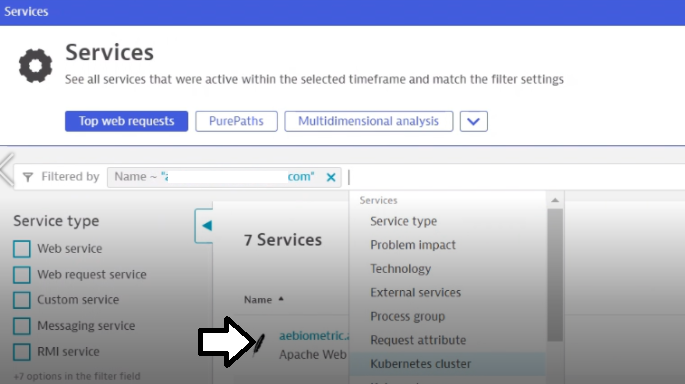 Services
Services
See all services that were active within the selected timeframe and match the filter settings
Top web requests
PurePaths
Multidimensional analysis
Filtered by
Name ~ "a
com" ×
Services
Service type
Service type
Problem impact
Web service
7 Services
Technology
Web request service
External services
Custom service
Name
Process group
Messaging service
aebiometric.a
Request attribute
RMI service
Apache Web
Kubernetes cluster
+7 options in the filter field